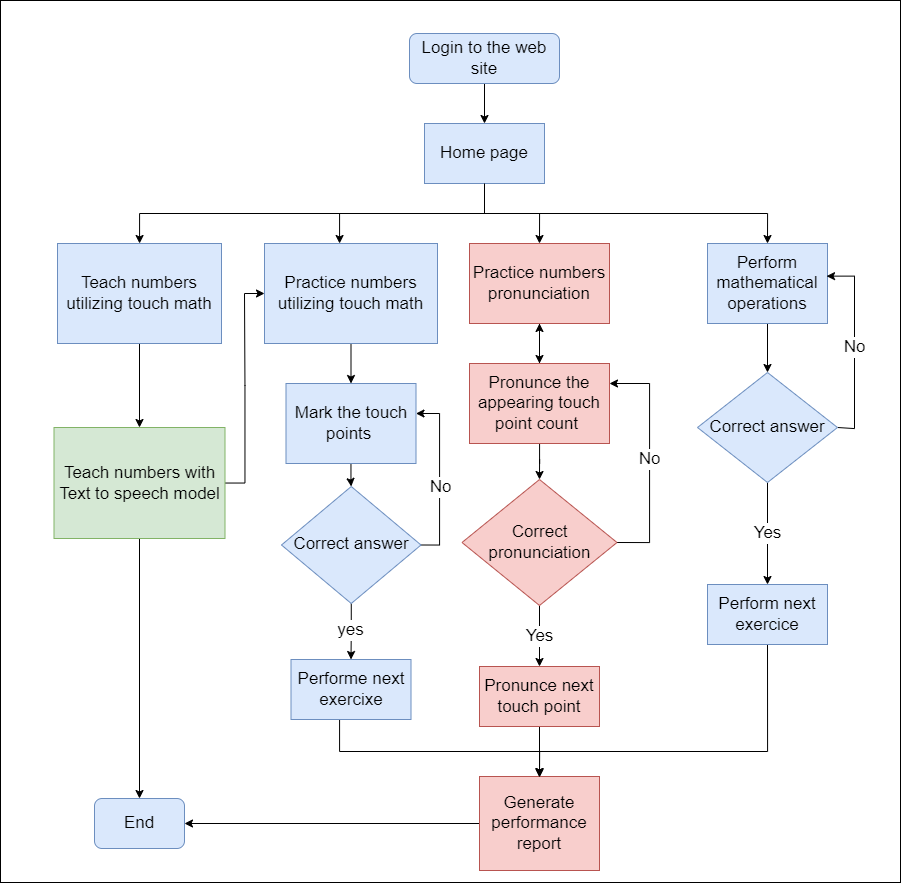 Login to the web
site
Home page
Teach numbers
utilizing touch math
Practice numbers
utilizing touch math
Practice numbers
pronunciation
Perform
mathematical
operations
No
Teach numbers with
Text to speech model
Mark the touch
points
No
Pronunce the
appearing touch
point count
No
Correct answer
Correct answer
Correct
pronunciation
Yes
yes
Yes
Perform next
exercice
Performe next
exercixe
Pronunce next
touch point
Generate
performance
report
End